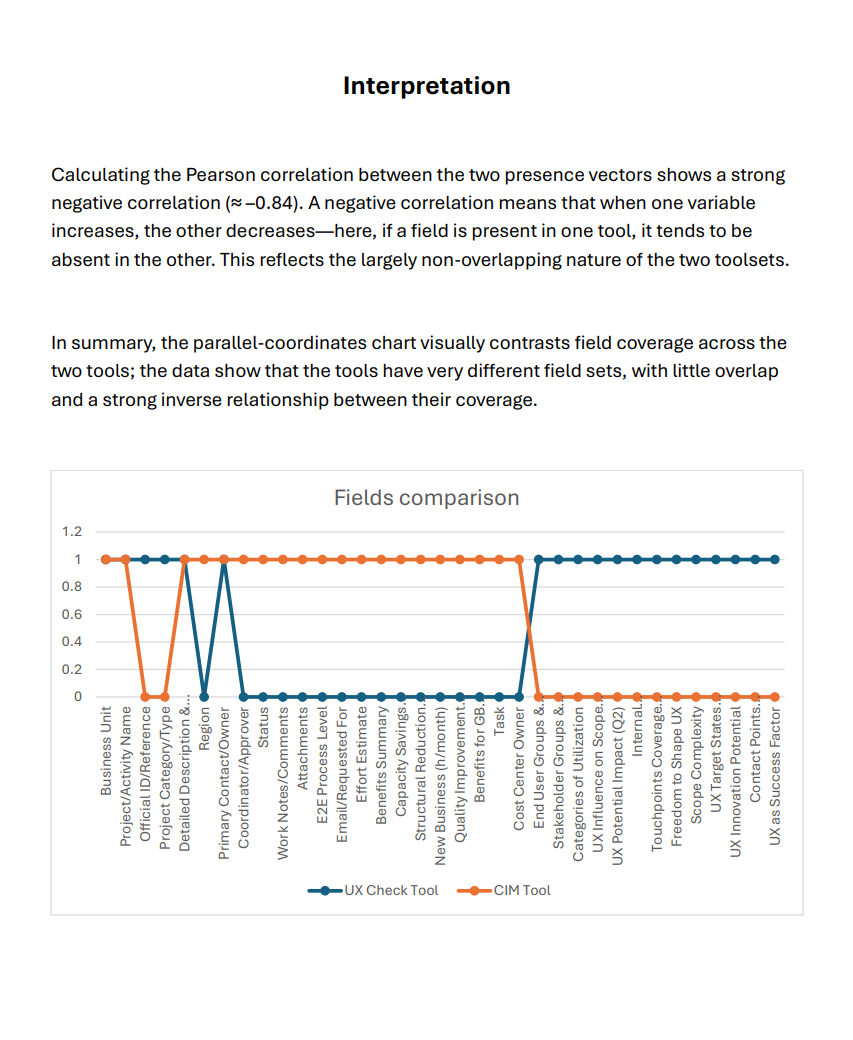 Interpretation
Calculating the Pearson correlation between the two presence vectors shows a strong
negative correlation (≈ –0.84). A negative correlation means that when one variable
increases, the other decreases—here, if a field is present in one tool, it tends to be
absent in the other. This reflects the largely non-overlapping nature of the two toolsets.
In summary, the parallel-coordinates chart visually contrasts field coverage across the
two tools; the data show that the tools have very different field sets, with little overlap
and a strong inverse relationship between their coverage.
Fields comparison
1.2
1
0.8
0.6
0.4
0.2
0
Business Unit
Project/Activity Name
Official ID/Reference
Project Category/Type
Detailed Description &...
Region
Primary Contact/Owner
Coordinator/Approver
Status
Work Notes/Comments
Attachments
E2E Process Level
Email/Requested For
Effort Estimate
Benefits Summary
Capacity Savings...
Structural Reduction...
New Business (h/month)
Quality Improvement...
Benefits for GB...
Task
Cost Center Owner
End User Groups &...
Stakeholder Groups &...
Categories of Utilization
UX Influence on Scope...
UX Potential Impact (Q2)
Internal...
Touchpoints Coverage...
Freedom to Shape UX
Scope Complexity
UX Target States...
UX Innovation Potential
Contact Points...
UX as Success Factor
UX Check Tool
CIM Tool